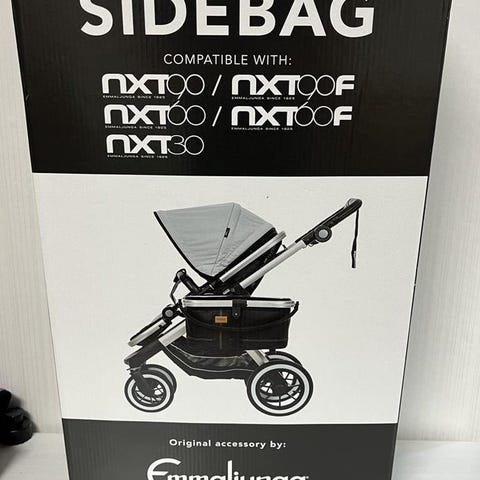 SIDEBAG
COMPATIBLE WITH:
NXT90 / NXT90F
EMMALJUNGA SINCE 1925 EMMALJUNGA SINCE 1925
NXT60 / NXT60F
EMMALJUNGA SINCE 1925 EMMALJUNGA SINCE 1925
NXT30
EMMALJUNGA SINCE 1925
Original accessory by:
Emmaljunga